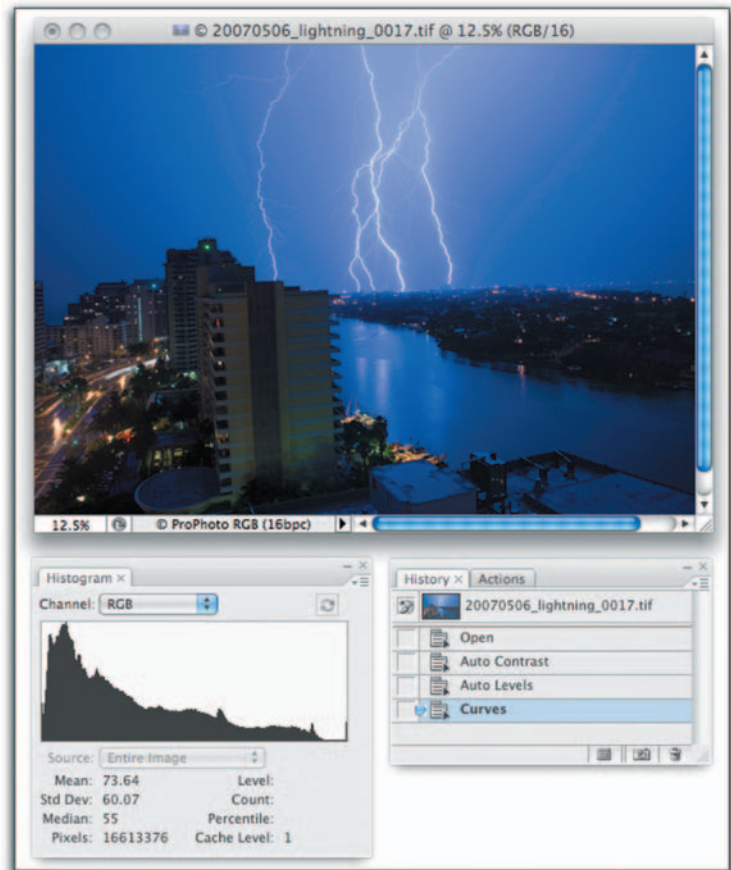 © 20070506_lightning_0017.tif @ 12.5% (RGB/16)
12.5% © ProPhoto RGB (16bpc)
Histogram ×
Channel: RGB
Source: Entire Image
Mean: 73.64 Level:
Std Dev: 60.07 Count:
Median: 55 Percentile:
Pixels: 16613376 Cache Level: 1
History × Actions
20070506_lightning_0017.tif
Open
Auto Contrast
Auto Levels
Curves